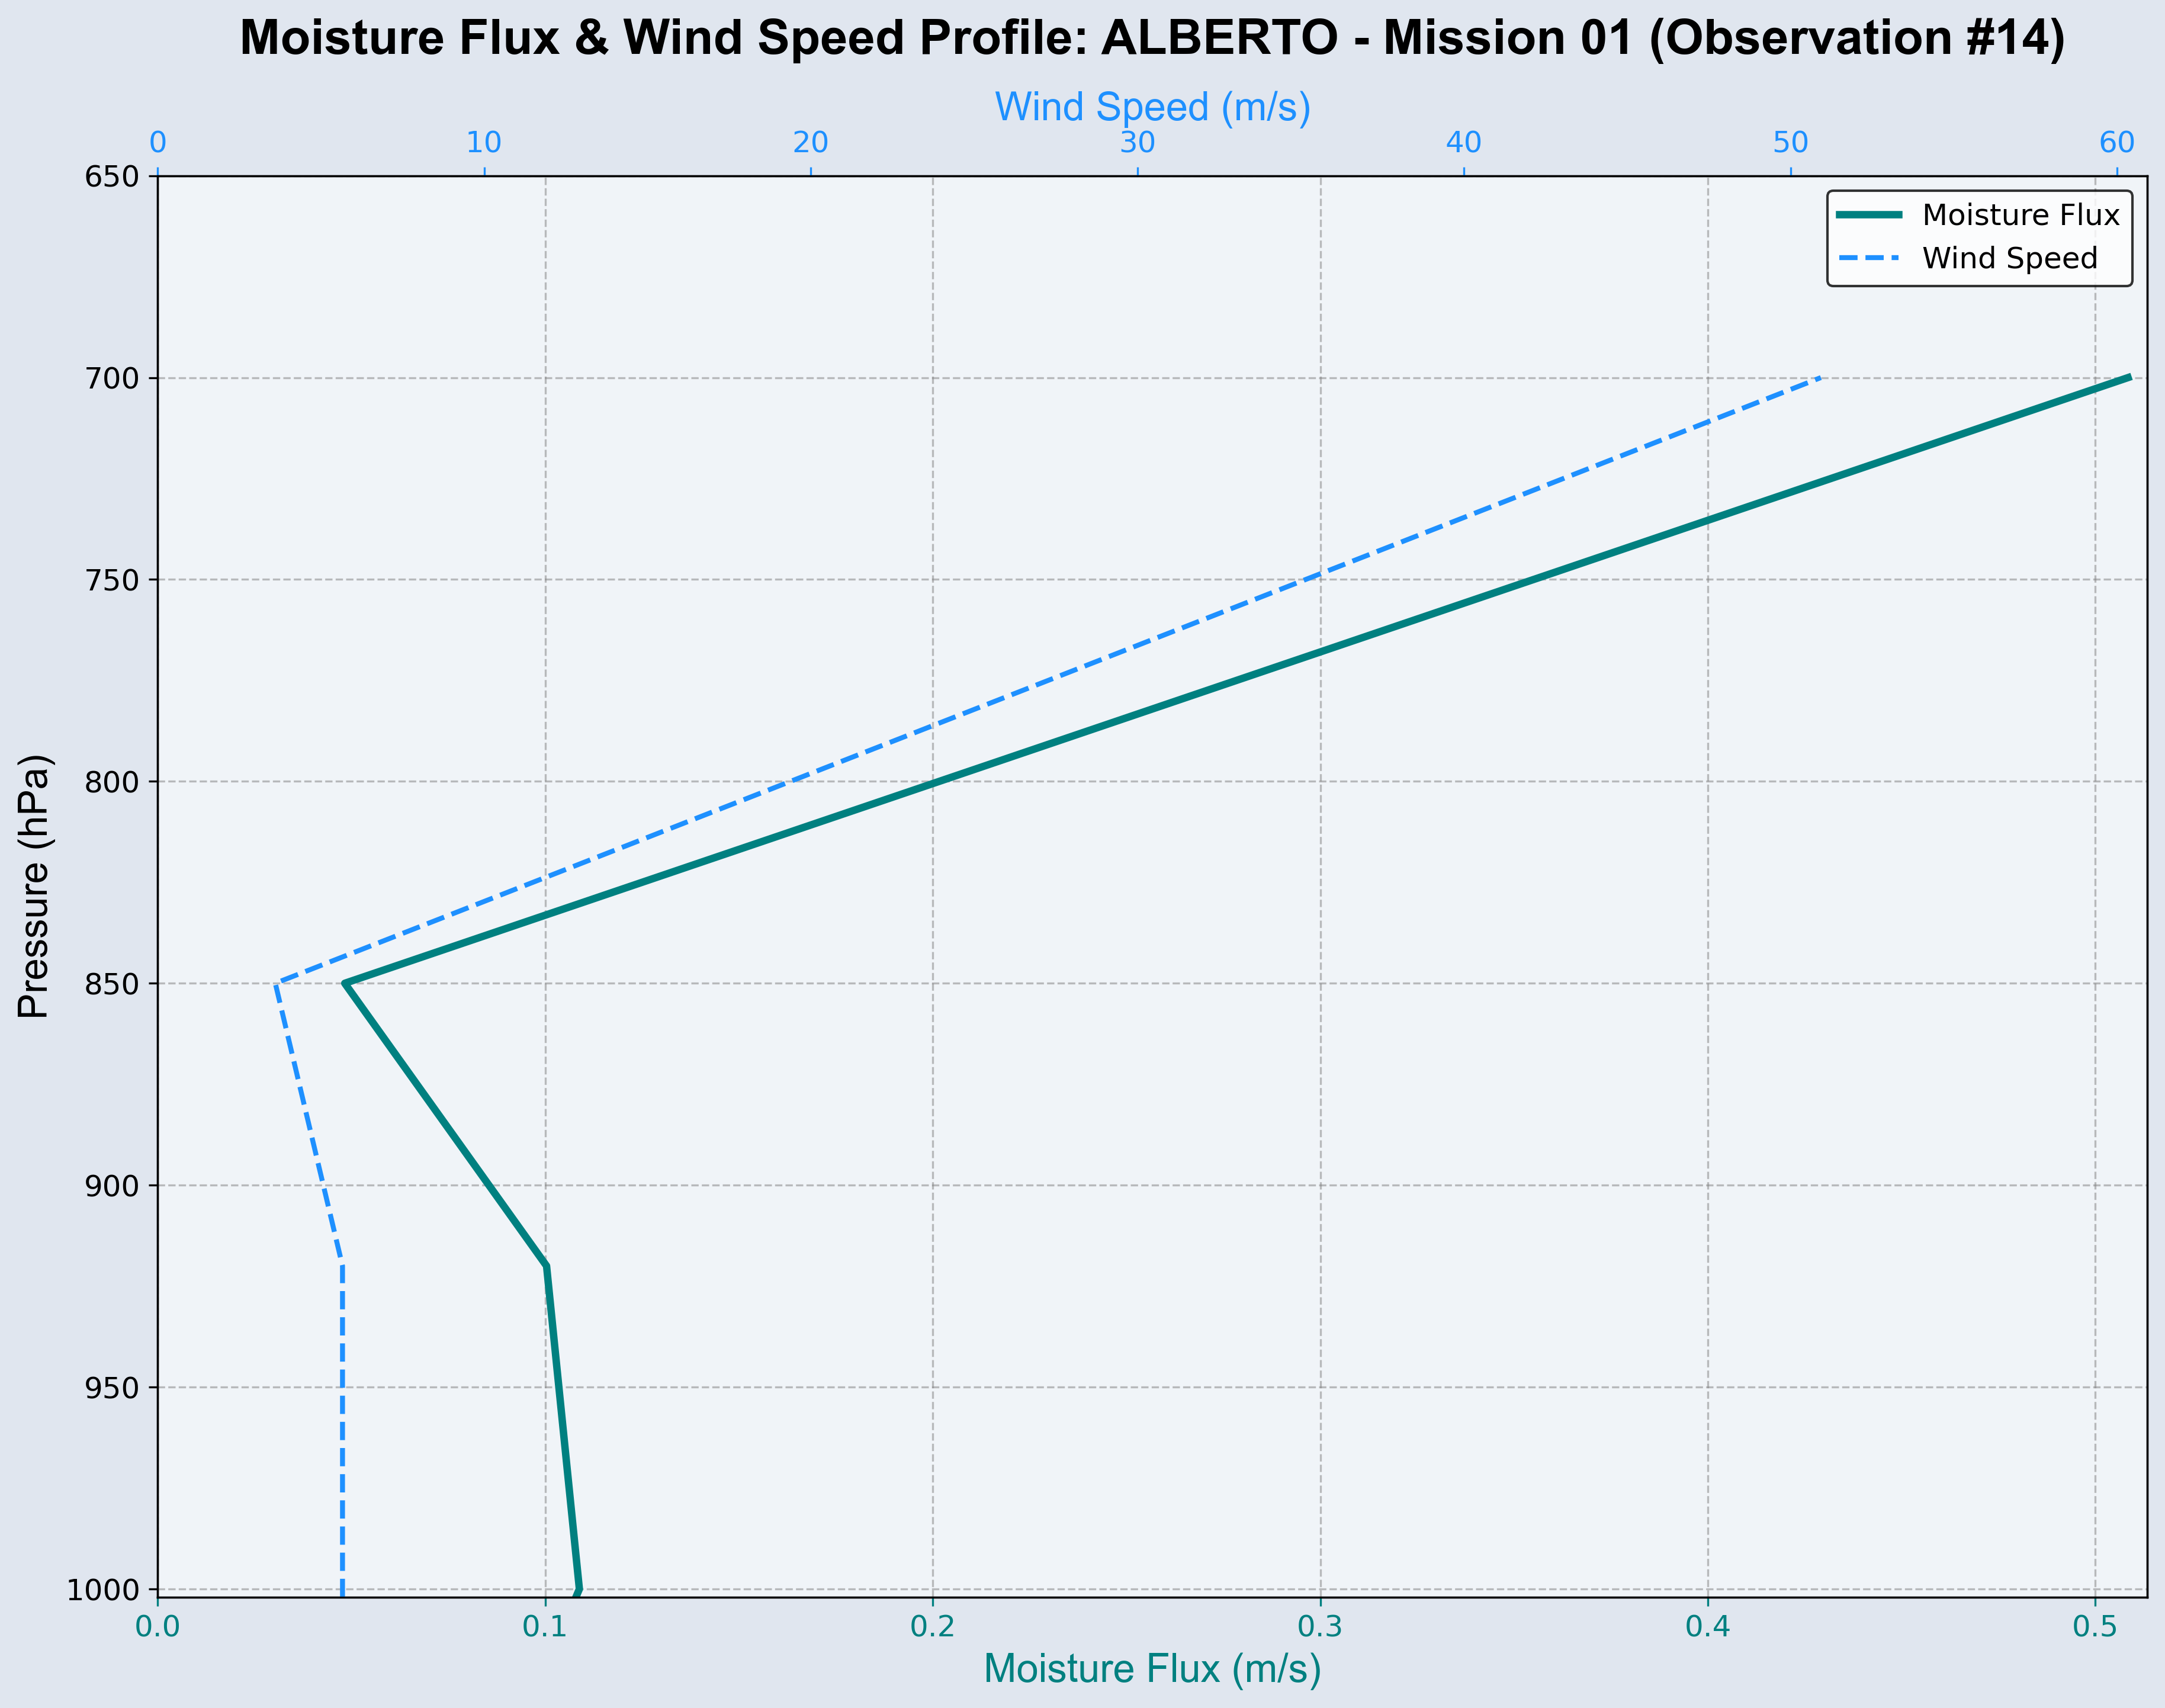 Moisture Flux & Wind Speed Profile: ALBERTO - Mission 01 (Observation #14)
Wind Speed (m/s)
0 10 20 30 40 50 60
Moisture Flux
Wind Speed
Pressure (hPa)
650
700
750
800
850
900
950
1000
0.0 0.1 0.2 0.3 0.4 0.5
Moisture Flux (m/s)